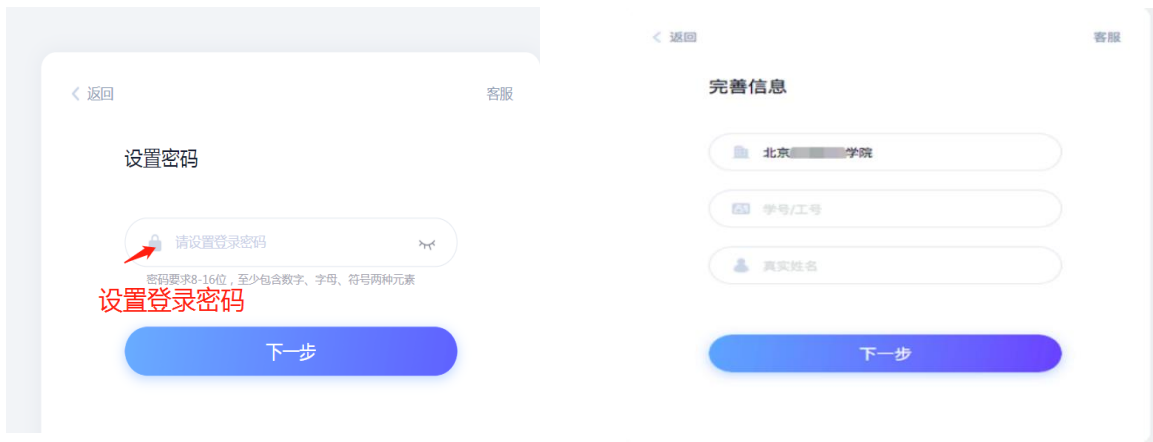 返回
客服
设置密码
请设置登录密码
密码要求8-16位，至少包含数字、字母、符号两种元素
设置登录密码
下一步
返回
客服
完善信息
北京 学院
学号/工号
真实姓名
下一步